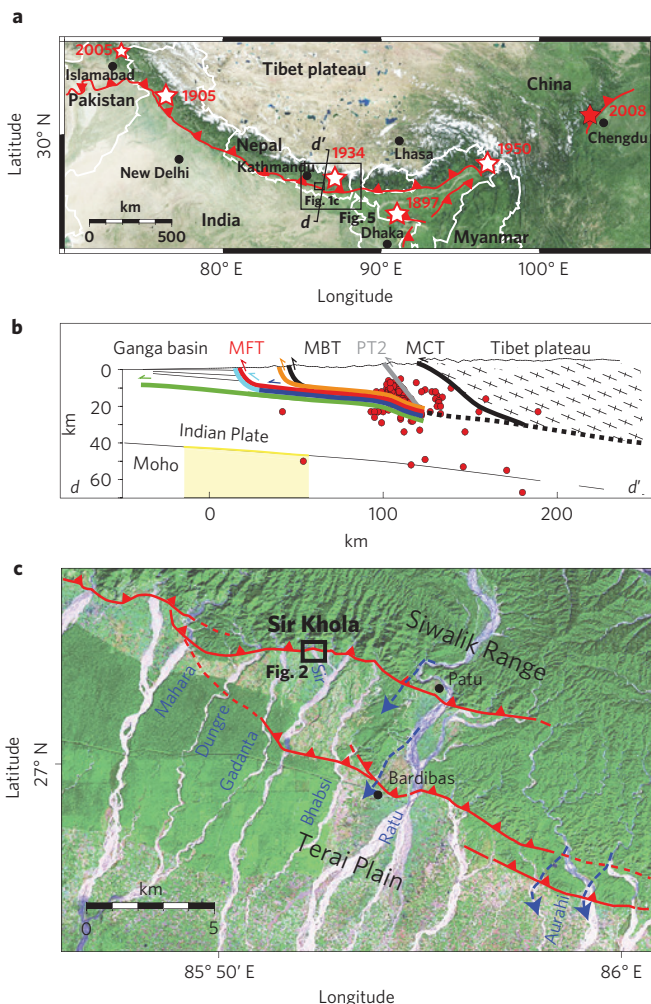 a
2005
Islamabad
Pakistan
1905
Tibet plateau
China
2008
Chengdu
Latitude
30° N
New Delhi
Nepal
Kathmandu
d'
1934
Lhasa
1950
Fig. 1c
Fig. 5
d
1897
Dhaka
India
Myanmar
km
0 500
80° E 90° E 100° E
Longitude
b
Ganga basin MFT MBT PT2 MCT Tibet plateau
0
20
40
60
km
Indian Plate
Moho
d d'
0 100 200
km
c
Sir Khola
Fig. 2
Sir
Siwalik Range
Patu
Mahara
Dungre
Gadanta
Bhabsi
Ratu
Bardibas
Terai Plain
Aurahi
Latitude
27° N
km
0 5
85° 50' E 86° E
Longitude